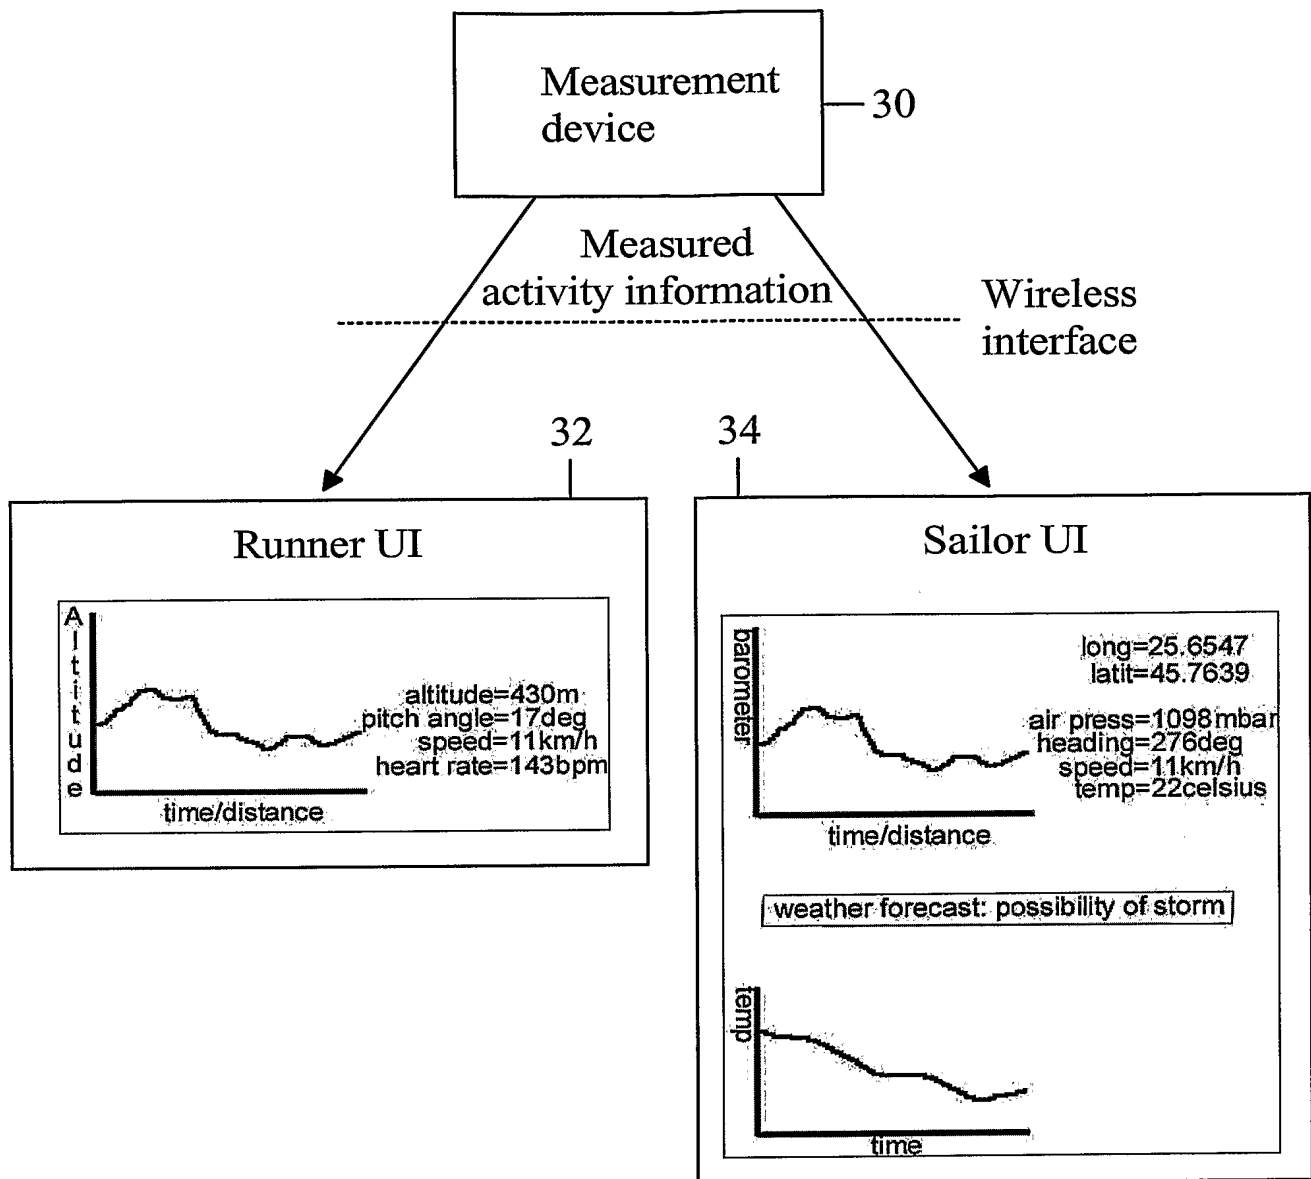 Measurement
device
30
Measured
activity information
Wireless
interface
32
34
Runner UI
Altitude
altitude=430m
pitch angle=17deg
speed=11km/h
heart rate=143bpm
time/distance
Sailor UI
barometer
long=25.6547
latit=45.7639
air press=1098mbar
heading=276deg
speed=11km/h
temp=22celsius
time/distance
weather forecast: possibility of storm
temp
time